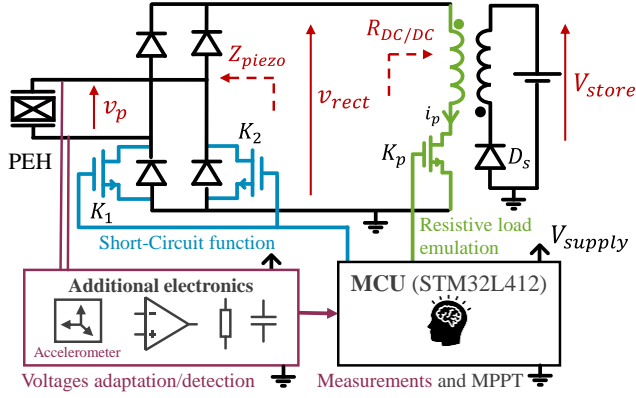 Z_piezo
R_DC/DC
v_p
v_rect
i_p
V_store
PEH
K_2
K_p
D_s
K_1
Short-Circuit function
Resistive load
emulation
V_supply
Additional electronics
MCU (STM32L412)
Accelerometer
Voltages adaptation/detection
Measurements and MPPT